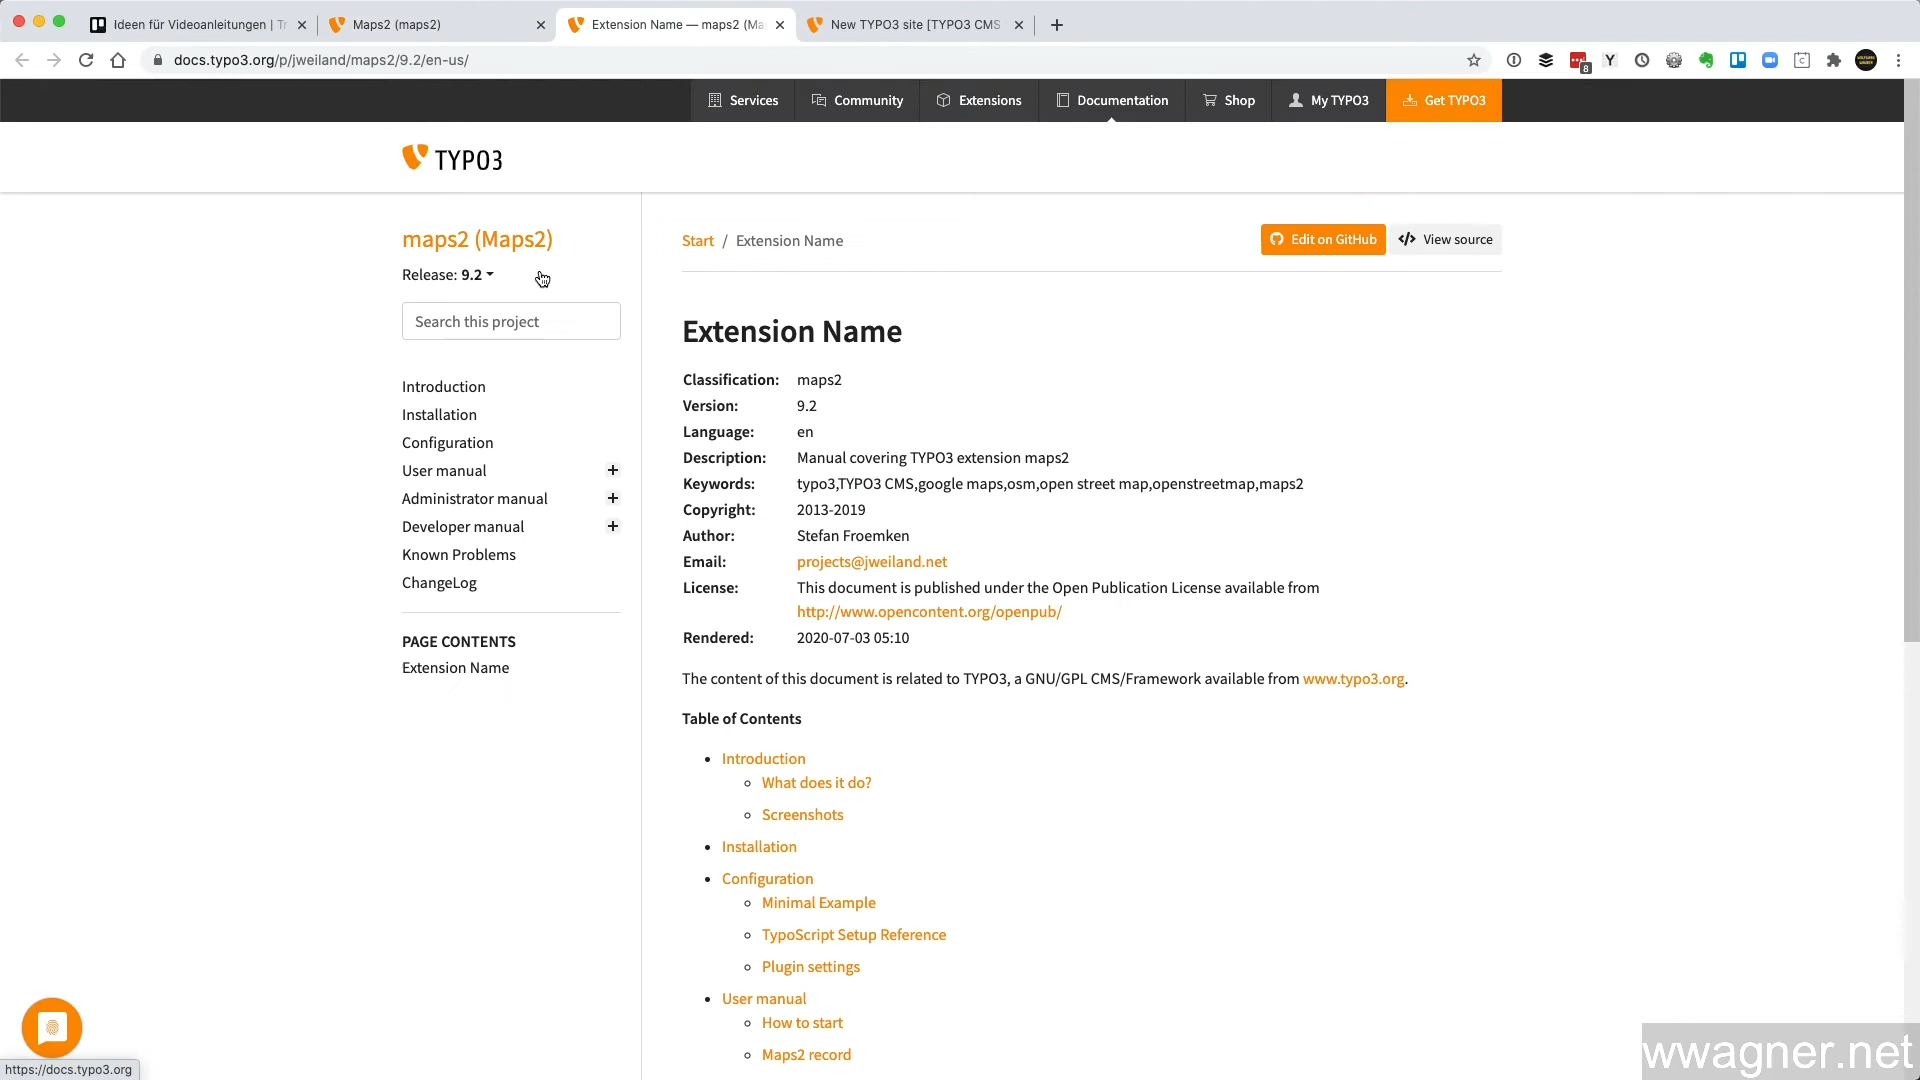 Ideen für Videoanleitungen | Tr
Maps2 (maps2)
Extension Name — maps2 (Ma
New TYPO3 site [TYPO3 CMS
docs.typo3.org/p/jweiland/maps2/9.2/en-us/
8
Services
Community
Extensions
Documentation
Shop
My TYPO3
Get TYPO3
TYPO3
maps2 (Maps2)
Release: 9.2
Search this project
Introduction
Installation
Configuration
User manual
Administrator manual
Developer manual
Known Problems
ChangeLog
PAGE CONTENTS
Extension Name
Start / Extension Name
Edit on GitHub
View source
Extension Name
Classification: maps2
Version: 9.2
Language: en
Description: Manual covering TYPO3 extension maps2
Keywords: typo3,TYPO3 CMS,google maps,osm,open street map,openstreetmap,maps2
Copyright: 2013-2019
Author: Stefan Froemken
Email: projects@jweiland.net
License: This document is published under the Open Publication License available from
http://www.opencontent.org/openpub/
Rendered: 2020-07-03 05:10
The content of this document is related to TYPO3, a GNU/GPL CMS/Framework available from www.typo3.org.
Table of Contents
Introduction
What does it do?
Screenshots
Installation
Configuration
Minimal Example
TypoScript Setup Reference
Plugin settings
User manual
How to start
Maps2 record
https://docs.typo3.org
wwagner.net